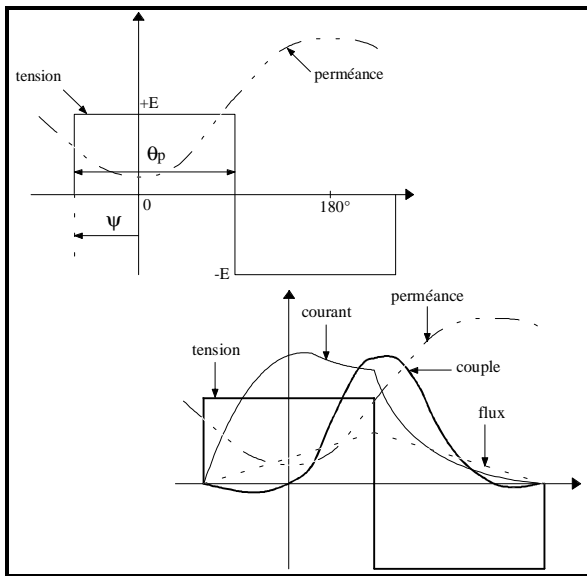 tension
perméance
+E
θp
ψ
0
180°
-E
perméance
courant
tension
couple
flux